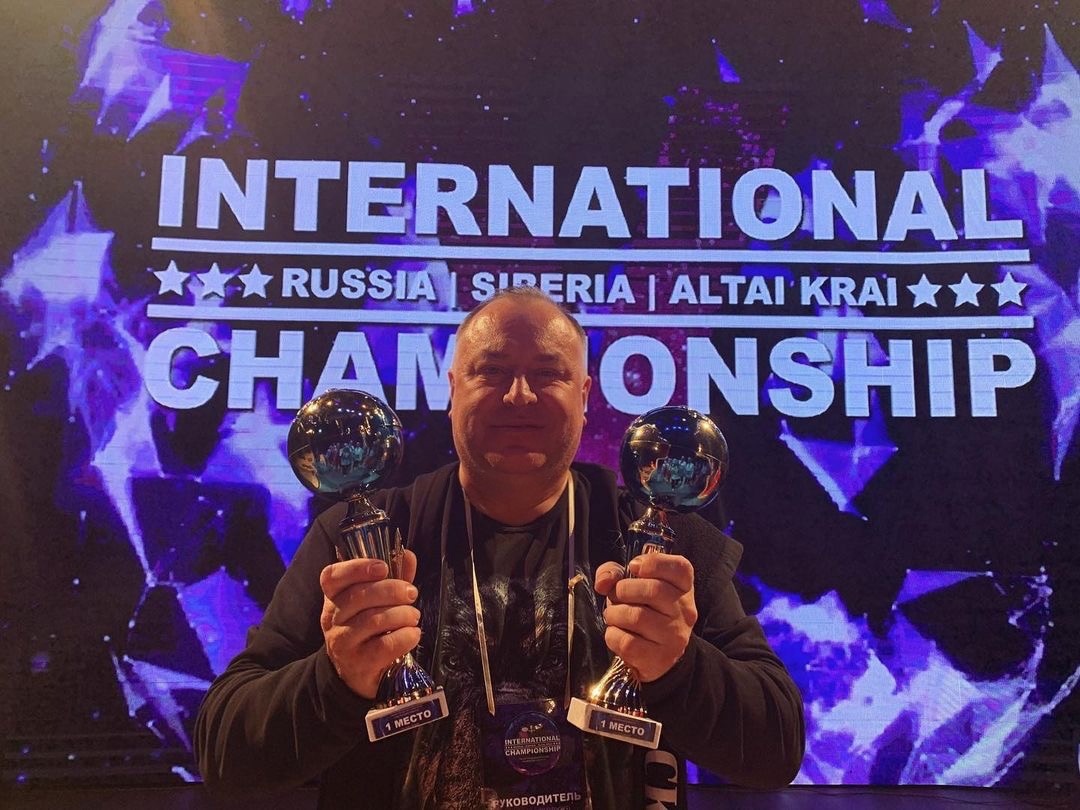 INTERNATIONAL
RUSSIA | SIBERIA | ALTAI KRAI
CHAMPIONSHIP
1 МЕСТО
1 МЕСТО
INTERNATIONAL
CHAMPIONSHIP
РУКОВОДИТЕЛЬ